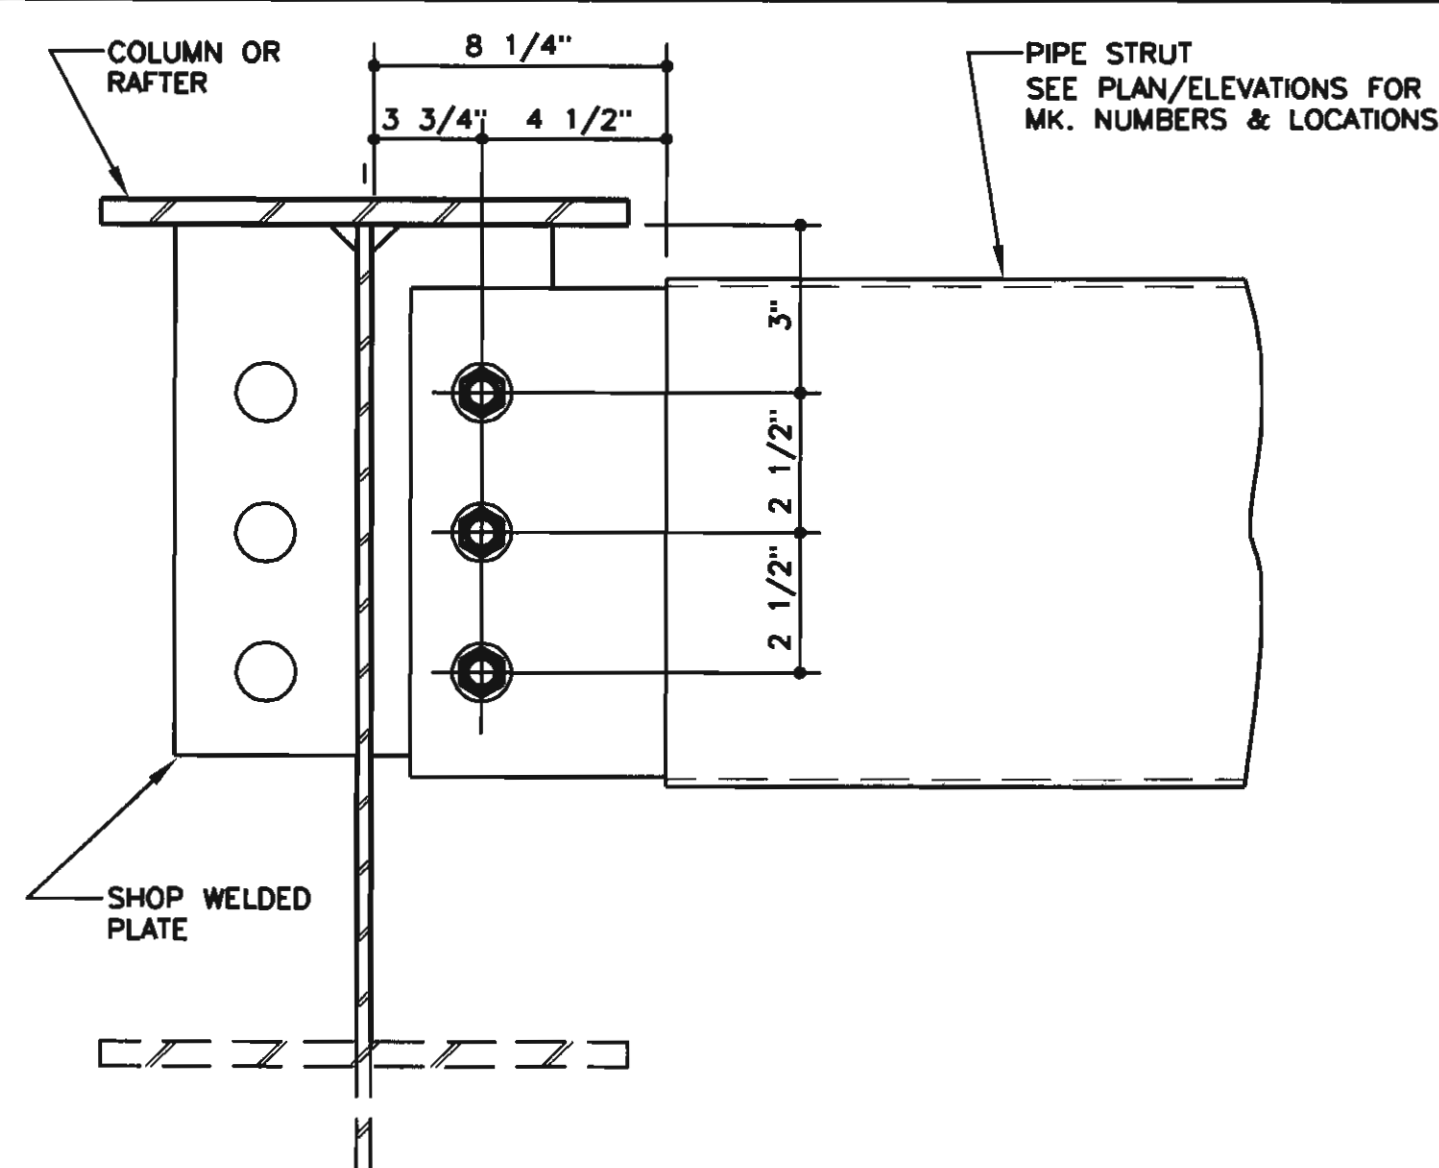 COLUMN OR
RAFTER
8 1/4"
3 3/4" 4 1/2"
PIPE STRUT
SEE PLAN/ELEVATIONS FOR
MK. NUMBERS & LOCATIONS
3"
2 1/2"
2 1/2"
SHOP WELDED
PLATE